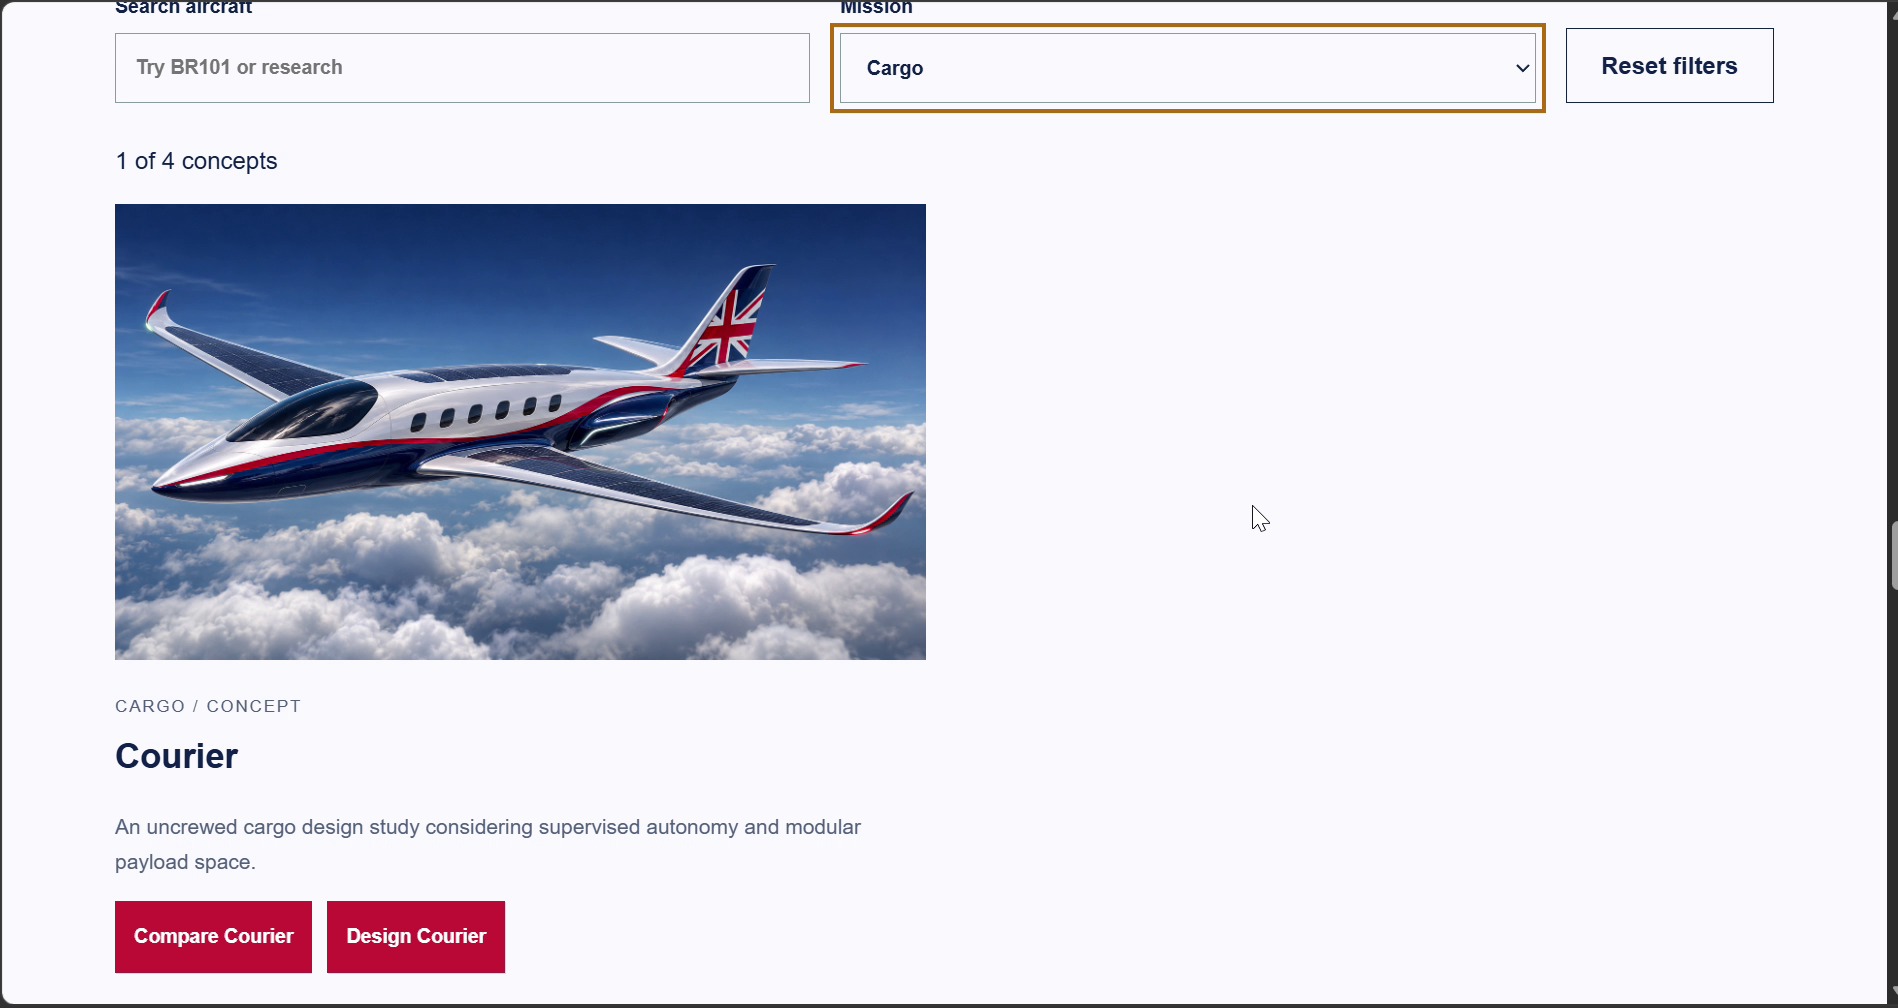 Search aircraft
Mission
Try BR101 or research
Cargo
Reset filters
1 of 4 concepts
CARGO / CONCEPT
Courier
An uncrewed cargo design study considering supervised autonomy and modular
payload space.
Compare Courier
Design Courier